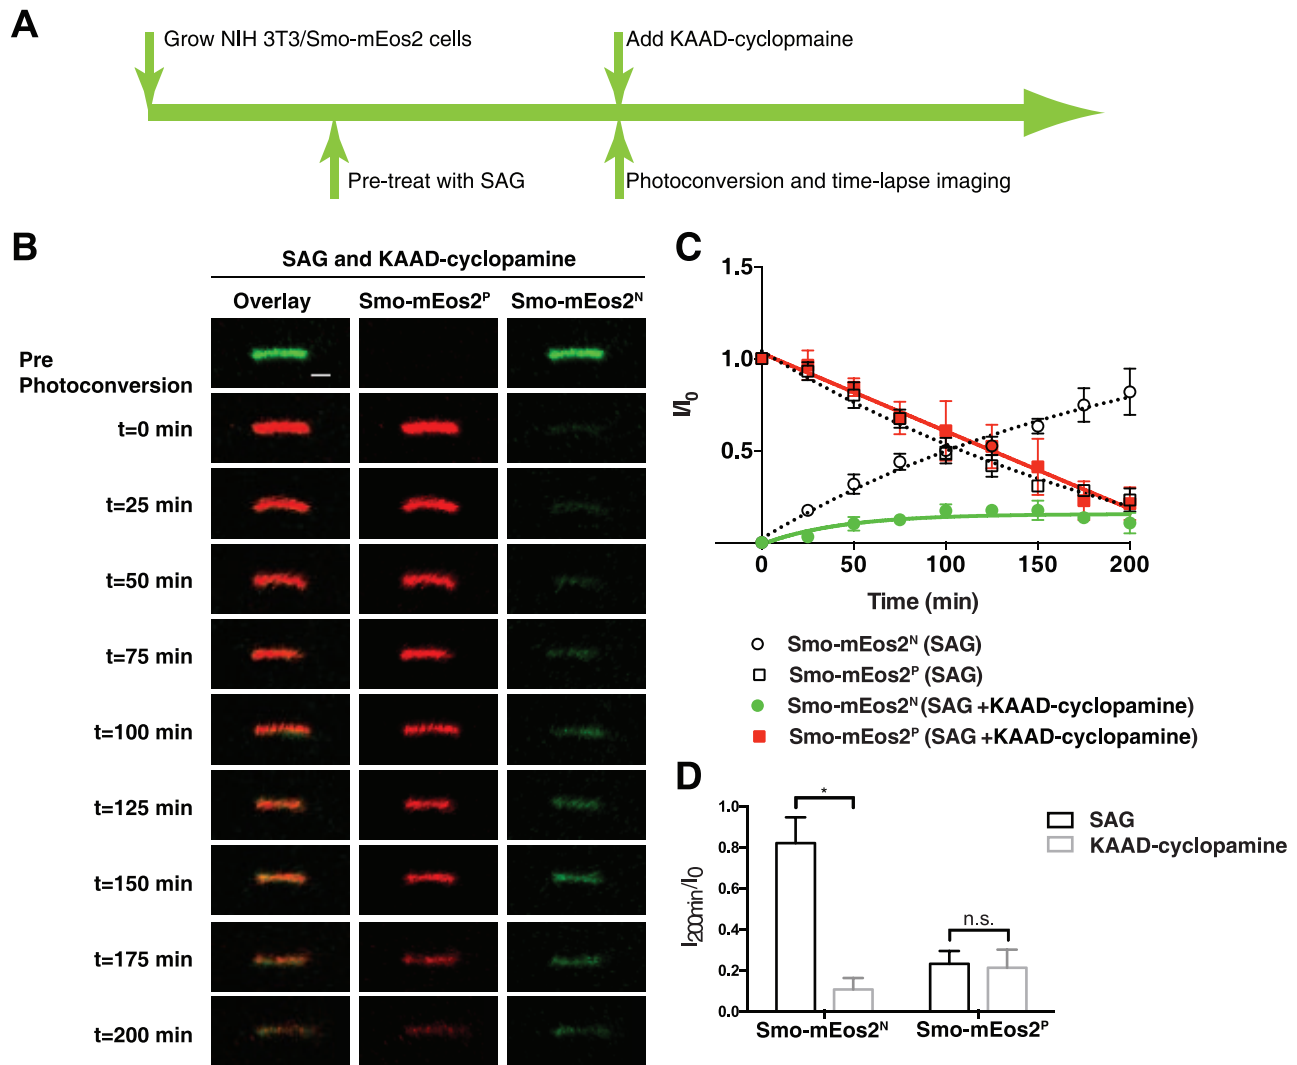 A
Grow NIH 3T3/Smo-mEos2 cells
Add KAAD-cyclopmaine
Pre-treat with SAG
Photoconversion and time-lapse imaging
B
SAG and KAAD-cyclopamine
Overlay
Smo-mEos2ᴾ
Smo-mEos2ᴺ
Pre
Photoconversion
t=0 min
t=25 min
t=50 min
t=75 min
t=100 min
t=125 min
t=150 min
t=175 min
t=200 min
C
1.5
1.0
0.5
I/I₀
0
50
100
150
200
Time (min)
Smo-mEos2ᴺ (SAG)
Smo-mEos2ᴾ (SAG)
Smo-mEos2ᴺ (SAG +KAAD-cyclopamine)
Smo-mEos2ᴾ (SAG +KAAD-cyclopamine)
D
1.0
0.8
0.6
0.4
0.2
0.0
I200min/I0
*
n.s.
Smo-mEos2ᴺ
Smo-mEos2ᴾ
SAG
KAAD-cyclopamine